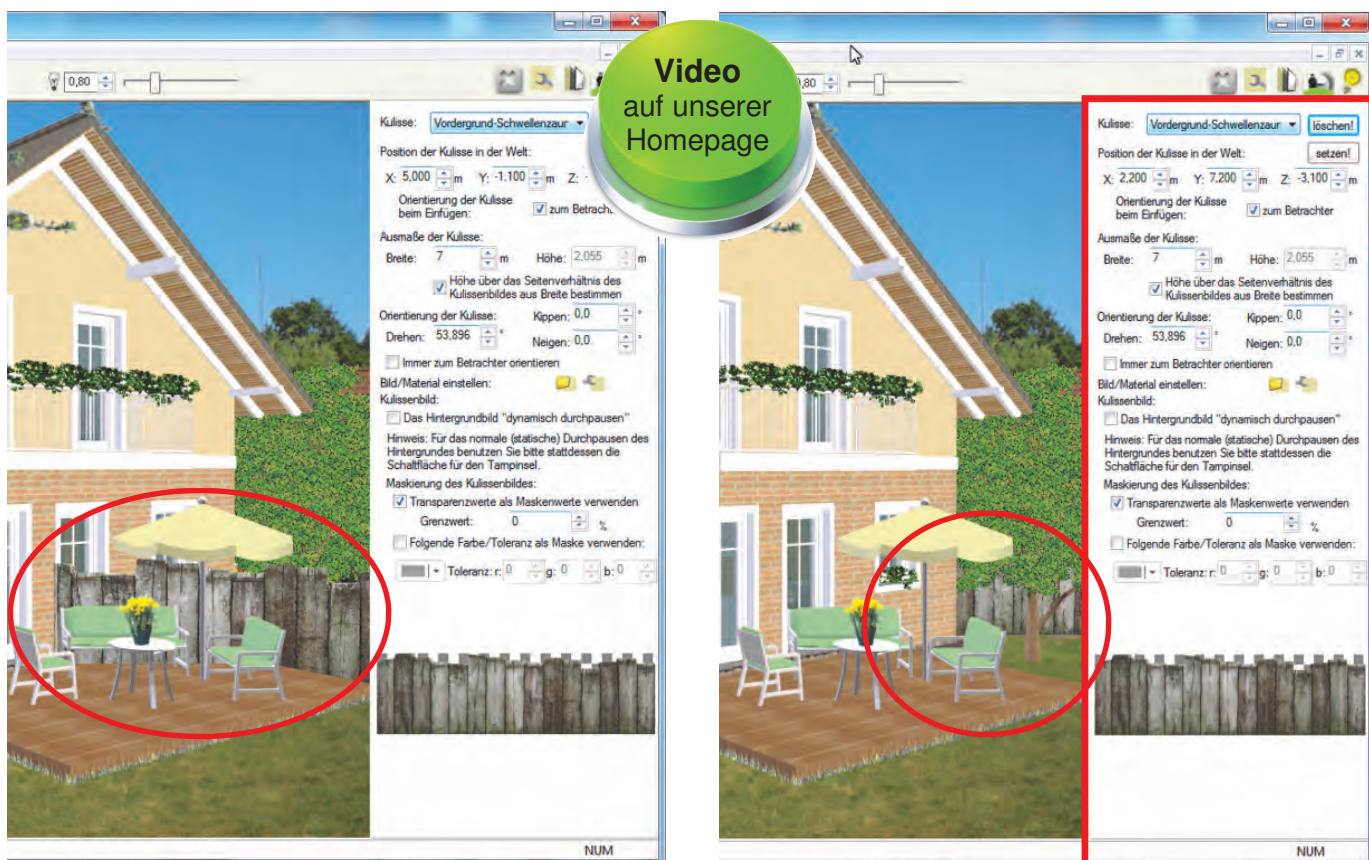 0,80
Kulisse: Vordergrund-Schwellenzaun
Position der Kulisse in der Welt:
X: 5,000 m Y: -1.100 m Z: -
Orientierung der Kulisse
beim Einfügen: zum Betrachte
Ausmaße der Kulisse:
Breite: 7 m Höhe: 2,055 m
Höhe über das Seitenverhältnis des
Kulissenbildes aus Breite bestimmen
Orientierung der Kulisse: Kippen: 0,0 °
Drehen: 53,896 ° Neigen: 0,0 °
Immer zum Betrachter orientieren
Bild/Material einstellen:
Kulissenbild:
Das Hintergrundbild "dynamisch durchpausen"
Hinweis: Für das normale (statische) Durchpausen des
Hintergrundes benutzen Sie bitte stattdessen die
Schaltfläche für den Tampinsel.
Maskierung des Kulissenbildes:
Transparenzwerte als Maskenwerte verwenden
Grenzwert: 0 %
Folgende Farbe/Toleranz als Maske verwenden:
Toleranz: r: 0 g: 0 b: 0
NUM
Video
auf unserer
Homepage
,80
Kulisse: Vordergrund-Schwellenzaun löschen!
Position der Kulisse in der Welt: setzen!
X: 2,200 m Y: 7,200 m Z: -3,100 m
Orientierung der Kulisse
beim Einfügen: zum Betrachter
Ausmaße der Kulisse:
Breite: 7 m Höhe: 2,055 m
Höhe über das Seitenverhältnis des
Kulissenbildes aus Breite bestimmen
Orientierung der Kulisse: Kippen: 0,0 °
Drehen: 53,896 ° Neigen: 0,0 °
Immer zum Betrachter orientieren
Bild/Material einstellen:
Kulissenbild:
Das Hintergrundbild "dynamisch durchpausen"
Hinweis: Für das normale (statische) Durchpausen des
Hintergrundes benutzen Sie bitte stattdessen die
Schaltfläche für den Tampinsel.
Maskierung des Kulissenbildes:
Transparenzwerte als Maskenwerte verwenden
Grenzwert: 0 %
Folgende Farbe/Toleranz als Maske verwenden:
Toleranz: r: 0 g: 0 b: 0
NUM